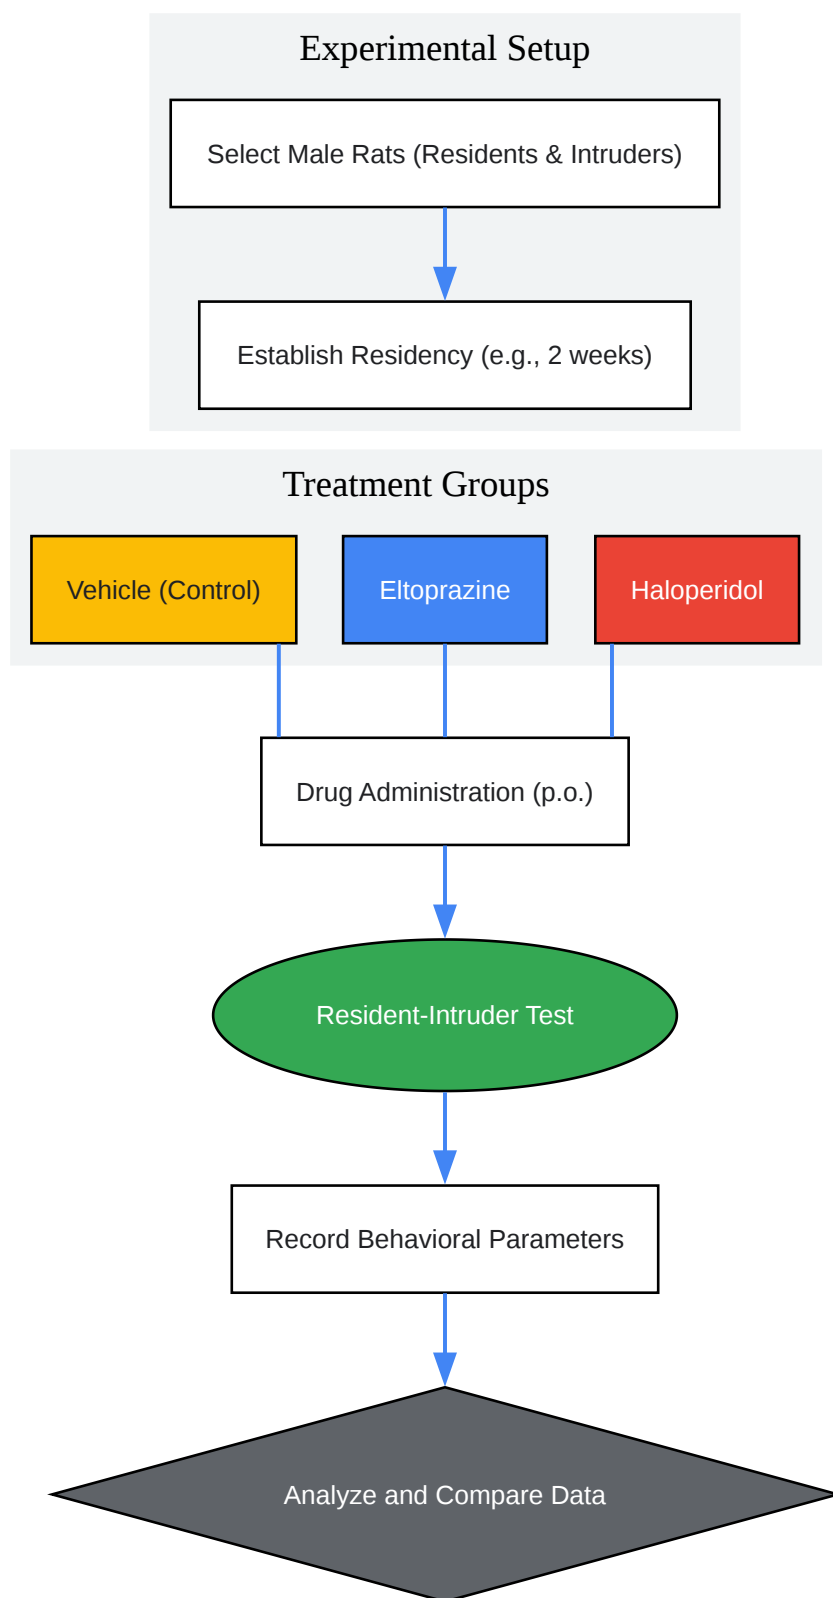 Experimental Setup
Select Male Rats (Residents & Intruders)
Establish Residency (e.g., 2 weeks)
Treatment Groups
Vehicle (Control)
Eltoprazine
Haloperidol
Drug Administration (p.o.)
Resident-Intruder Test
Record Behavioral Parameters
Analyze and Compare Data